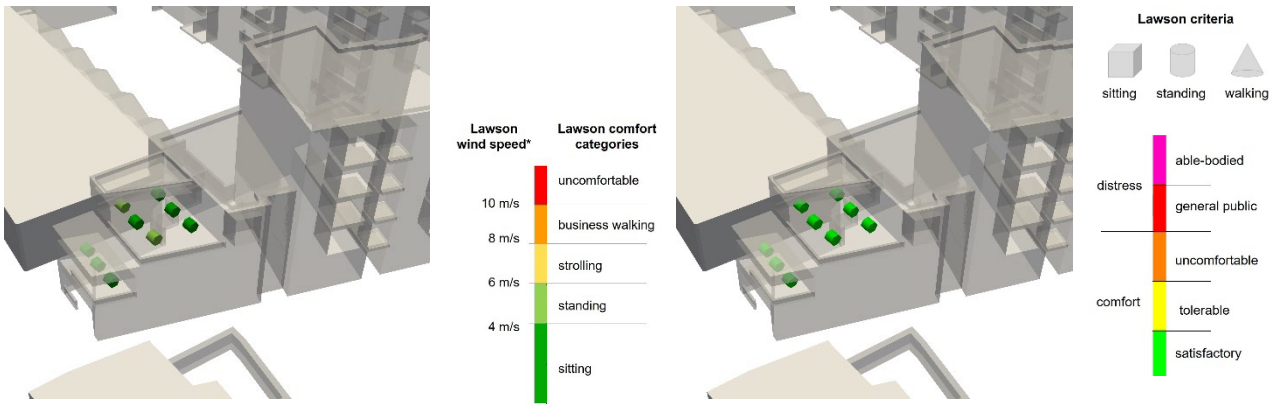 Lawson
wind speed*
Lawson comfort
categories
uncomfortable
10 m/s
business walking
8 m/s
strolling
6 m/s
standing
4 m/s
sitting
Lawson criteria
sitting
standing
walking
able-bodied
distress
general public
uncomfortable
comfort
tolerable
satisfactory